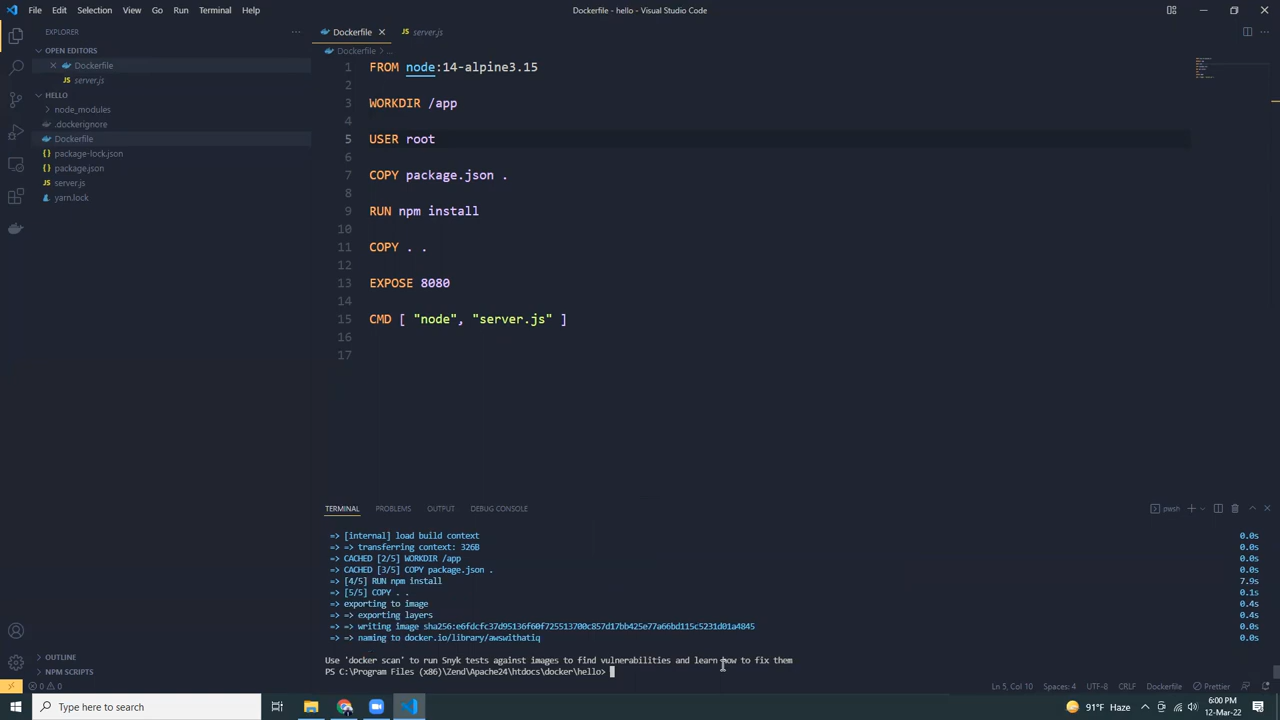 File Edit Selection View Go Run Terminal Help
Dockerfile - hello - Visual Studio Code
EXPLORER
OPEN EDITORS
Dockerfile
server.js
HELLO
node_modules
.dockerignore
Dockerfile
package-lock.json
package.json
server.js
yarn.lock
OUTLINE
NPM SCRIPTS
Dockerfile
server.js
Dockerfile > ...
1 FROM node:14-alpine3.15
2
3 WORKDIR /app
4
5 USER root
6
7 COPY package.json .
8
9 RUN npm install
10
11 COPY . .
12
13 EXPOSE 8080
14
15 CMD [ "node", "server.js" ]
16
17
TERMINAL PROBLEMS OUTPUT DEBUG CONSOLE
pwsh
=> [internal] load build context 0.0s
=> => transferring context: 326B 0.0s
=> CACHED [2/5] WORKDIR /app 0.0s
=> CACHED [3/5] COPY package.json . 0.0s
=> [4/5] RUN npm install 7.9s
=> [5/5] COPY . . 0.1s
=> exporting to image 0.4s
=> => exporting layers 0.4s
=> => writing image sha256:e6fdcfc37d95136f60f725513700c857d17bb425e77a66bd115c5231d01a4845 0.0s
=> => naming to docker.io/library/awswithatiq 0.0s
Use 'docker scan' to run Snyk tests against images to find vulnerabilities and learn how to fix them
PS C:\Program Files (x86)\Zend\Apache24\htdocs\docker\hello>
0 0
Ln 5, Col 10 Spaces: 4 UTF-8 CRLF Dockerfile Prettier
Type here to search
91°F Haze
6:00 PM
12-Mar-22